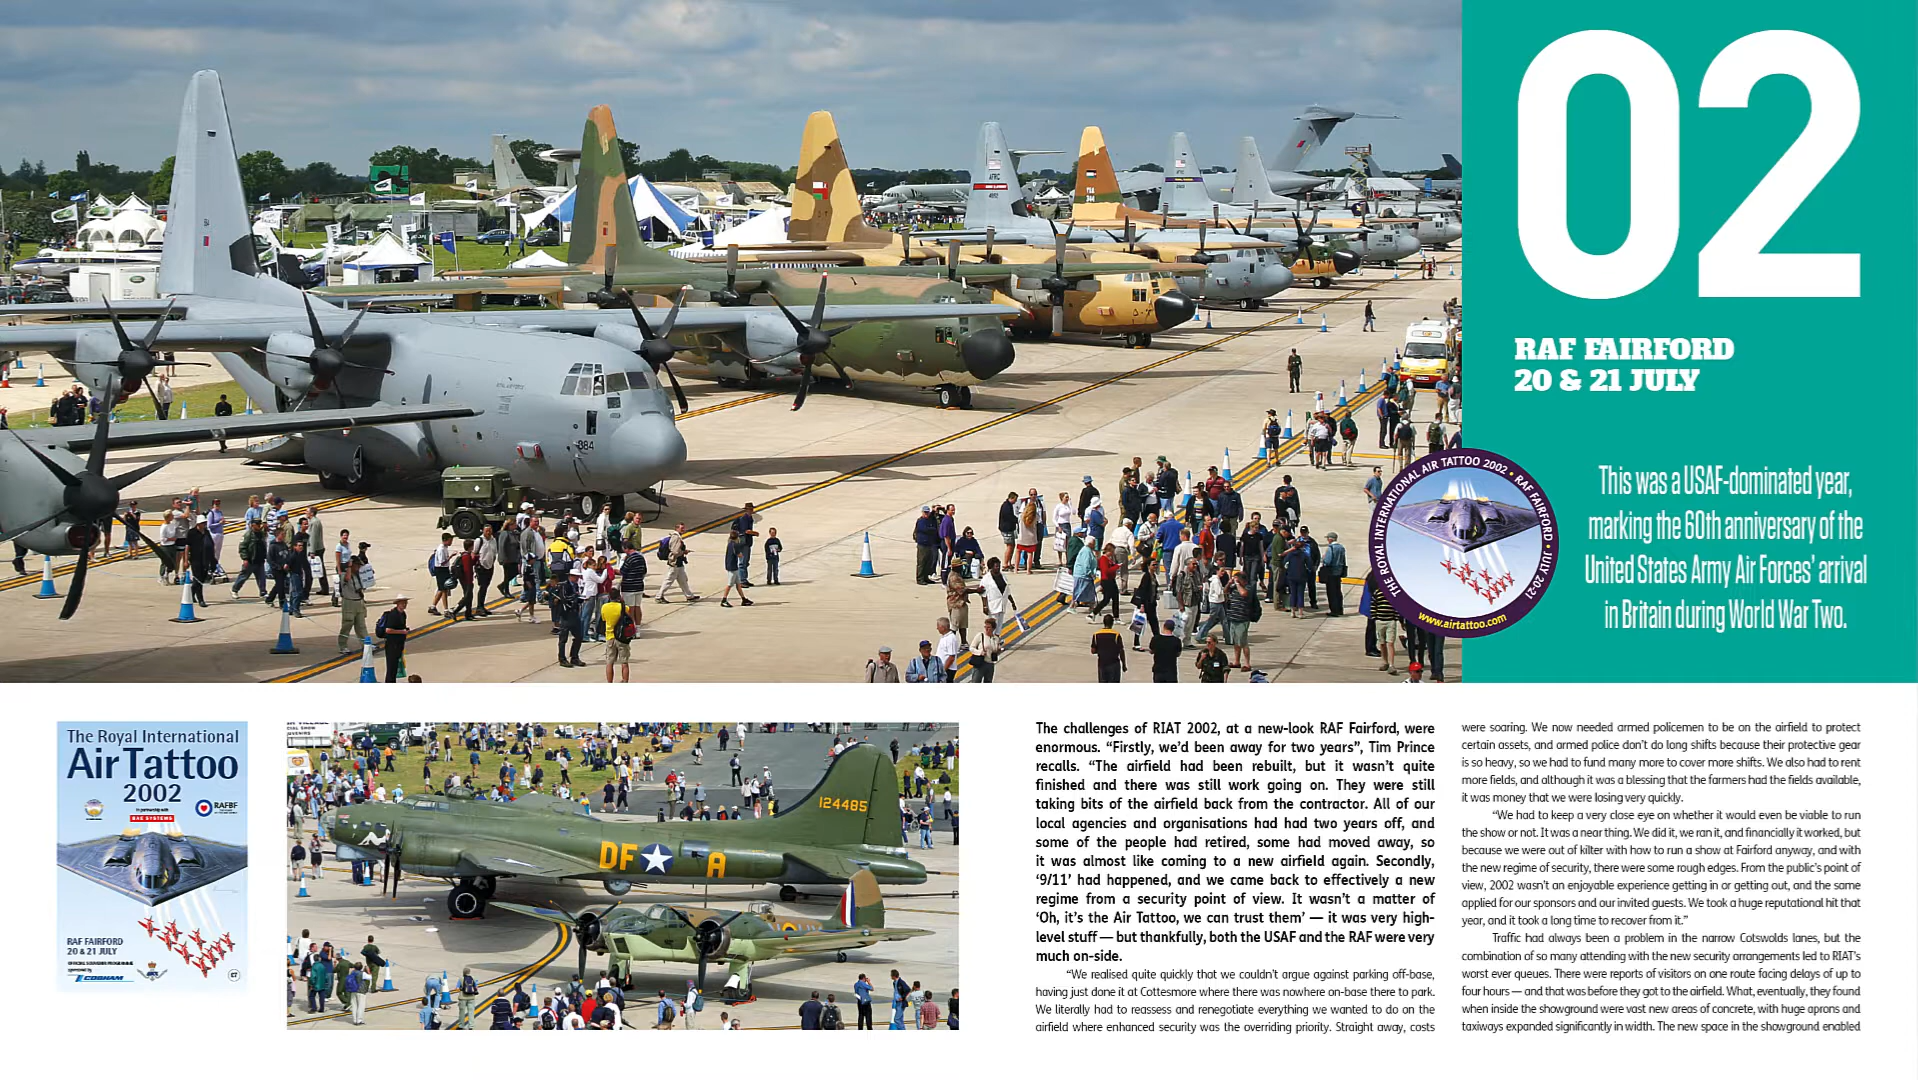 02
RAF FAIRFORD
20 & 21 JULY
This was a USAF-dominated year,
marking the 60th anniversary of the
United States Army Air Forces' arrival
in Britain during World War Two.
THE ROYAL INTERNATIONAL AIR TATTOO 2002 • RAF FAIRFORD • JULY 20-21
www.airtattoo.com
884
The Royal International
Air Tattoo
2002
in partnership with
BAE SYSTEMS
RAFBF
RAF FAIRFORD
20 & 21 JULY
OFFICIAL SOUVENIR PROGRAMME
sponsored by
COBHAM
£7
124485
DF A
The challenges of RIAT 2002, at a new-look RAF Fairford, were
enormous. “Firstly, we’d been away for two years”, Tim Prince
recalls. “The airfield had been rebuilt, but it wasn’t quite
finished and there was still work going on. They were still
taking bits of the airfield back from the contractor. All of our
local agencies and organisations had had two years off, and
some of the people had retired, some had moved away, so
it was almost like coming to a new airfield again. Secondly,
‘9/11’ had happened, and we came back to effectively a new
regime from a security point of view. It wasn’t a matter of
‘Oh, it’s the Air Tattoo, we can trust them’ — it was very high-
level stuff — but thankfully, both the USAF and the RAF were very
much on-side.
“We realised quite quickly that we couldn’t argue against parking off-base,
having just done it at Cottesmore where there was nowhere on-base there to park.
We literally had to reassess and renegotiate everything we wanted to do on the
airfield where enhanced security was the overriding priority. Straight away, costs
were soaring. We now needed armed policemen to be on the airfield to protect
certain assets, and armed police don’t do long shifts because their protective gear
is so heavy, so we had to fund many more to cover more shifts. We also had to rent
more fields, and although it was a blessing that the farmers had the fields available,
it was money that we were losing very quickly.
“We had to keep a very close eye on whether it would even be viable to run
the show or not. It was a near thing. We did it, we ran it, and financially it worked, but
because we were out of kilter with how to run a show at Fairford anyway, and with
the new regime of security, there were some rough edges. From the public’s point of
view, 2002 wasn’t an enjoyable experience getting in or getting out, and the same
applied for our sponsors and our invited guests. We took a huge reputational hit that
year, and it took a long time to recover from it.”
Traffic had always been a problem in the narrow Cotswolds lanes, but the
combination of so many attending with the new security arrangements led to RIAT’s
worst ever queues. There were reports of visitors on one route facing delays of up to
four hours — and that was before they got to the airfield. What, eventually, they found
when inside the showground were vast new areas of concrete, with huge aprons and
taxiways expanded significantly in width. The new space in the showground enabled